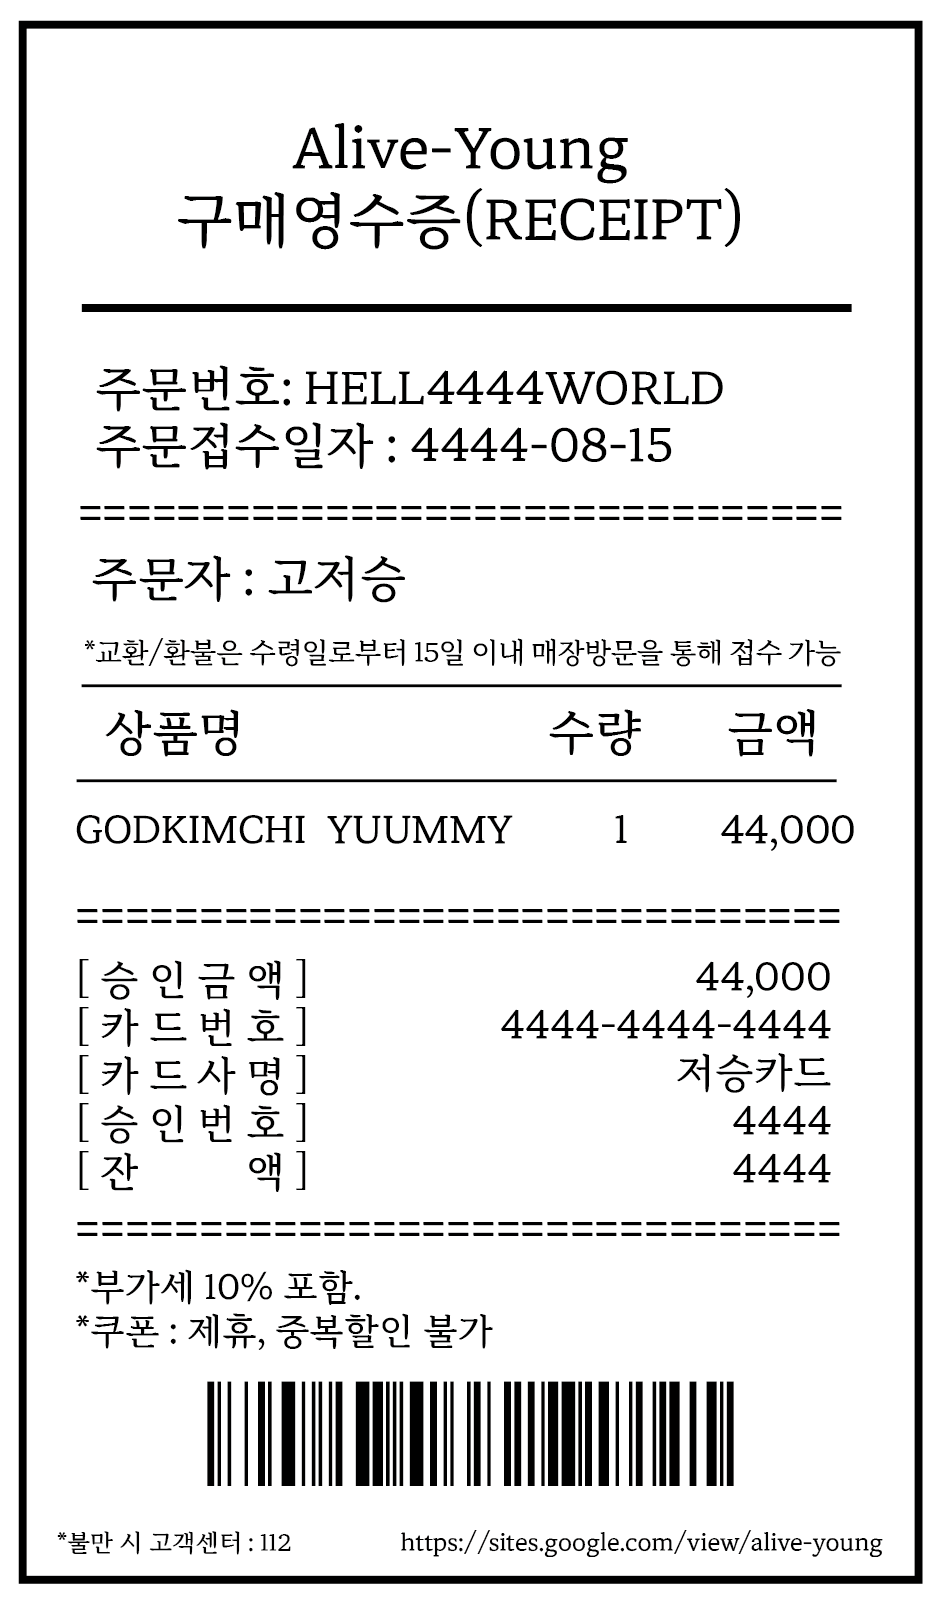 Alive-Young
구매영수증(RECEIPT)
주문번호: HELL4444WORLD
주문접수일자 : 4444-08-15
===============================
주문자 : 고저승
*교환/환불은 수령일로부터 15일 이내 매장방문을 통해 접수 가능
상품명 수량 금액
GODKIMCHI YUUMMY 1 44,000
===============================
[ 승 인 금 액 ] 44,000
[ 카 드 번 호 ] 4444-4444-4444
[ 카 드 사 명 ] 저승카드
[ 승 인 번 호 ] 4444
[ 잔 액 ] 4444
===============================
*부가세 10% 포함.
*쿠폰 : 제휴, 중복할인 불가
*불만 시 고객센터 : 112 https://sites.google.com/view/alive-young